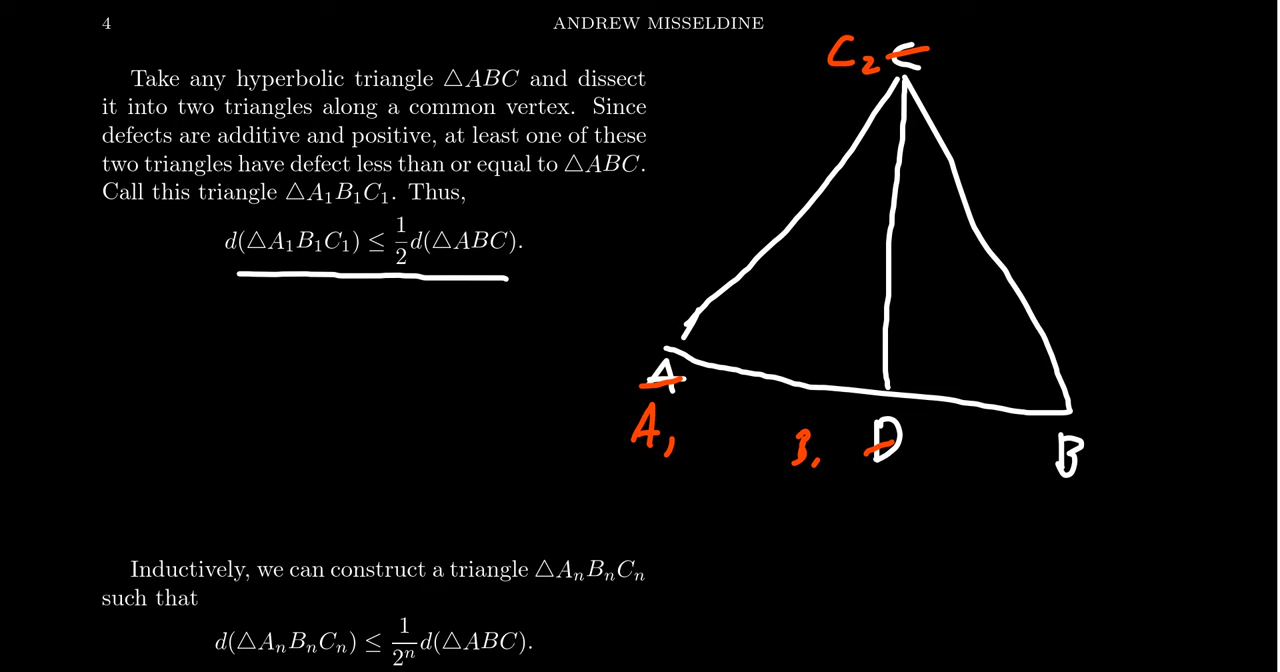 4 ANDREW MISSELDINE
Take any hyperbolic triangle △ABC and dissect
it into two triangles along a common vertex. Since
defects are additive and positive, at least one of these
two triangles have defect less than or equal to △ABC.
Call this triangle △A₁B₁C₁. Thus,
d(△A₁B₁C₁) ≤ 1/2 d(△ABC).
Inductively, we can construct a triangle △AₙBₙCₙ
such that
d(△AₙBₙCₙ) ≤ 1/2ⁿ d(△ABC).
C₂ C
A
A₁
B₁ D
B